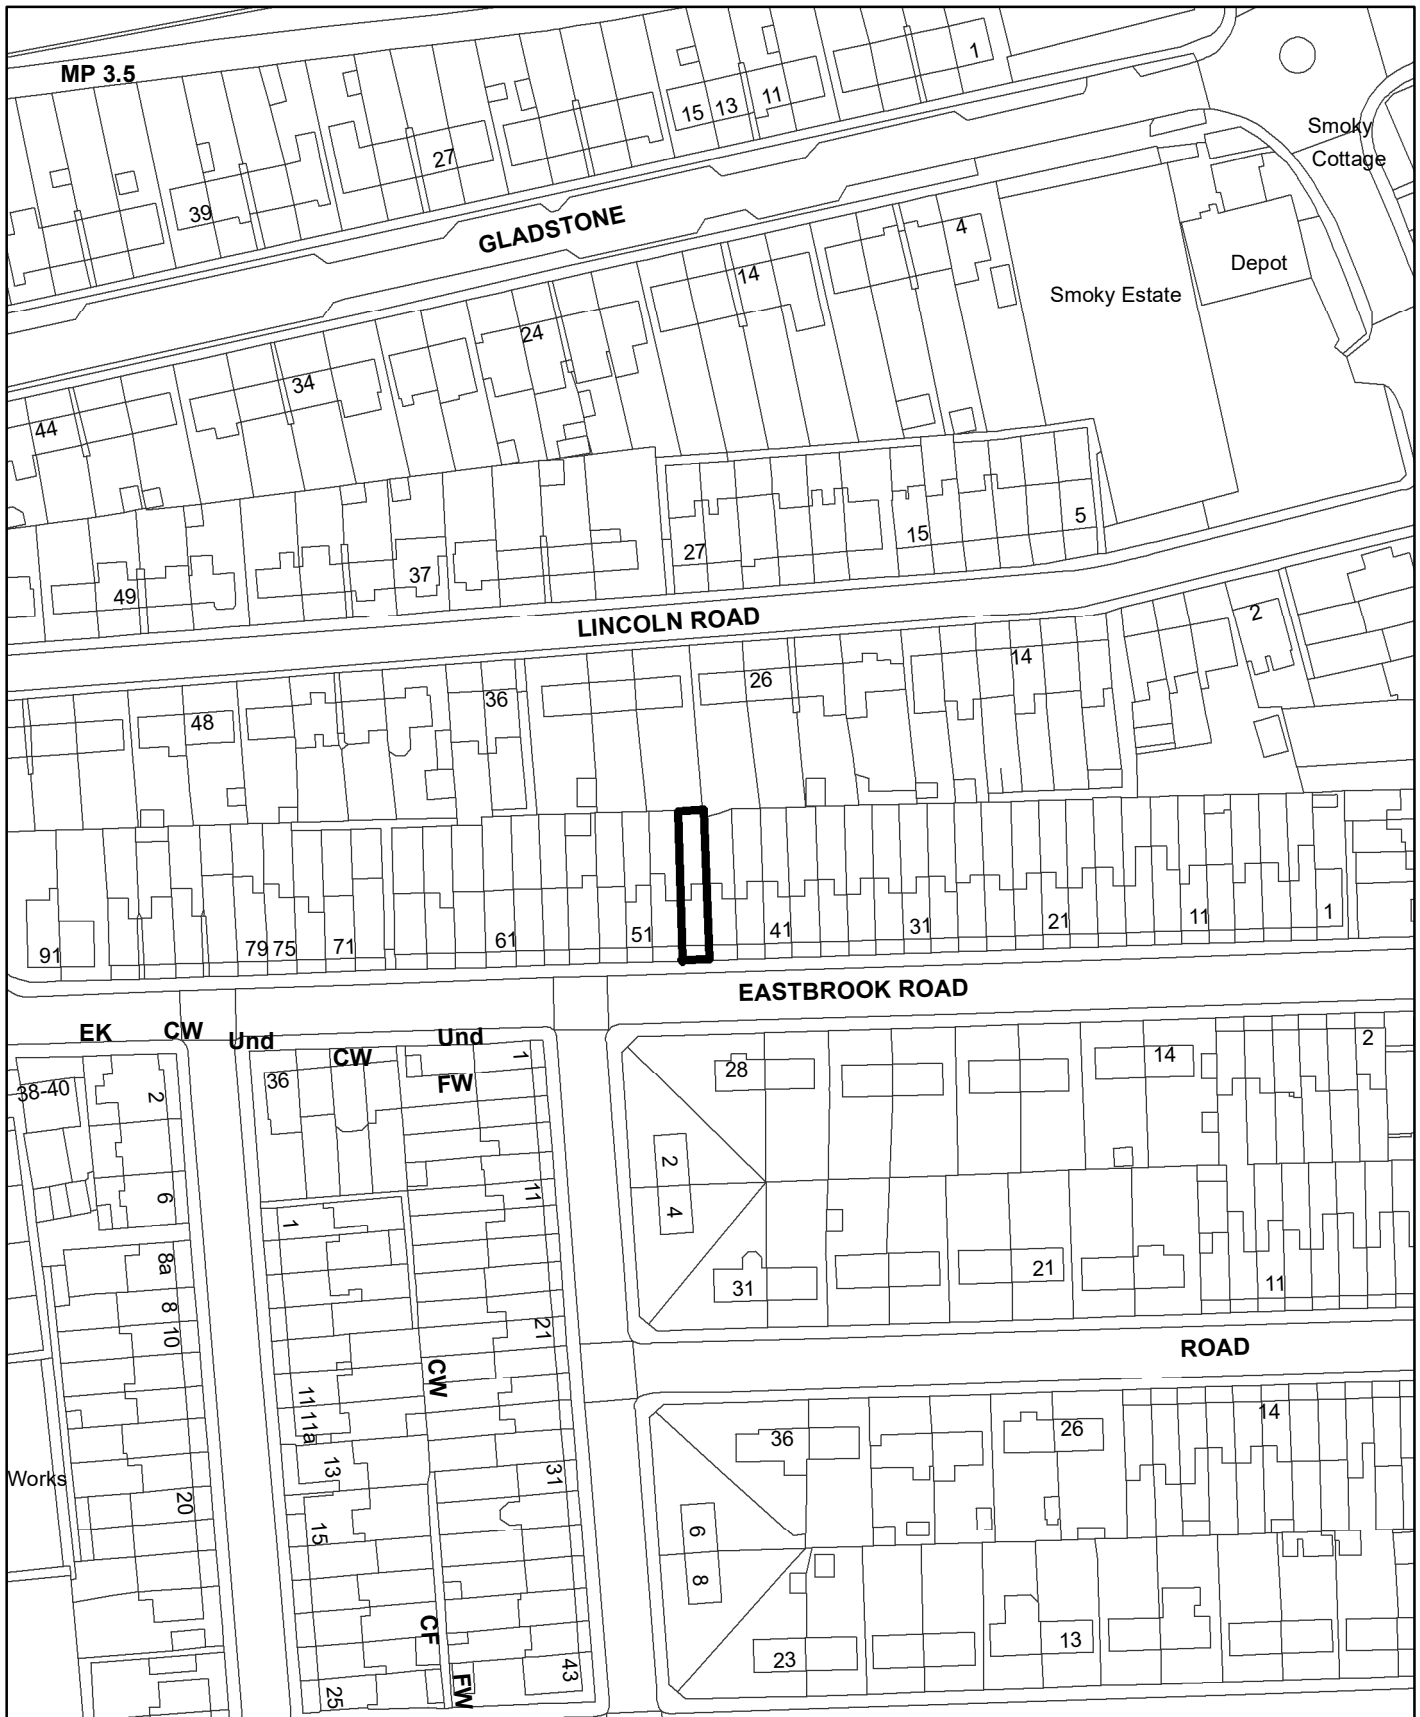 MP 3.5
1
15 13 11
27
39
Smoky
Cottage
GLADSTONE
4
14
Depot
Smoky Estate
24
34
44
27
15
5
37
49
LINCOLN ROAD
2
14
26
36
48
91
79 75
71
61
51
41
31
21
11
1
EASTBROOK ROAD
EK
CW
Und
CW
Und
FW
38-40
2
36
1
28
14
2
2
6
11
4
1
8a
31
21
11
8
10
21
ROAD
CW
11 11a
36
26
14
Works
13
31
20
15
6
8
CF
13
23
25
FW
43